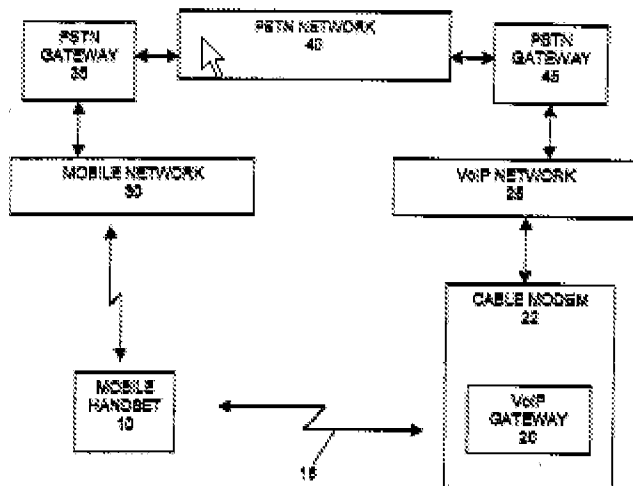 PSTN
GATEWAY
35
PSTN NETWORK
40
PSTN
GATEWAY
45
MOBILE NETWORK
30
VoIP NETWORK
25
CABLE MODEM
22
MOBILE
HANDSET
10
VoIP
GATEWAY
20
15